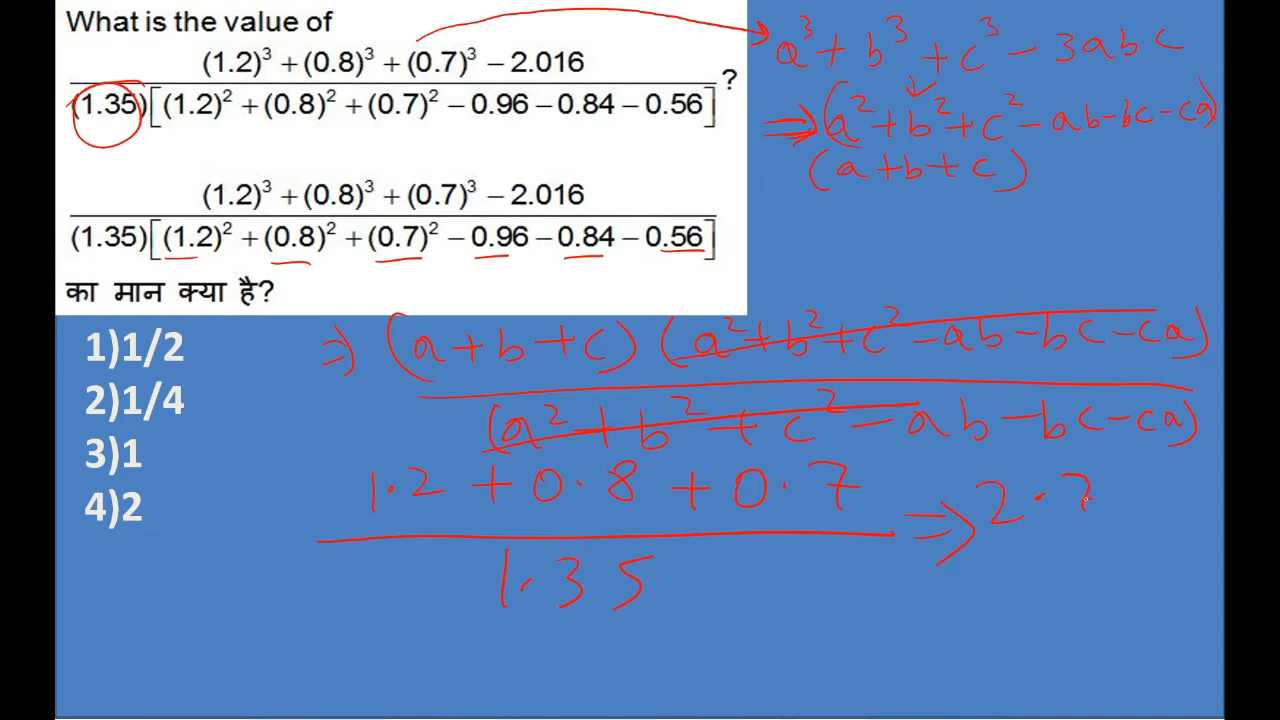 What is the value of
(1.2)³ + (0.8)³ + (0.7)³ − 2.016
(1.35)[(1.2)² + (0.8)² + (0.7)² − 0.96 − 0.84 − 0.56] ?
(1.2)³ + (0.8)³ + (0.7)³ − 2.016
(1.35)[(1.2)² + (0.8)² + (0.7)² − 0.96 − 0.84 − 0.56]
का मान क्या है?
1)1/2
2)1/4
3)1
4)2
a³ + b³ + c³ − 3abc
⇒ (a² + b² + c² − ab − bc − ca)
(a + b + c)
⇒ (a + b + c) (a² + b² + c² − ab − bc − ca)
(a² + b² + c² − ab − bc − ca)
1.2 + 0.8 + 0.7
1.35
⇒ 2.7